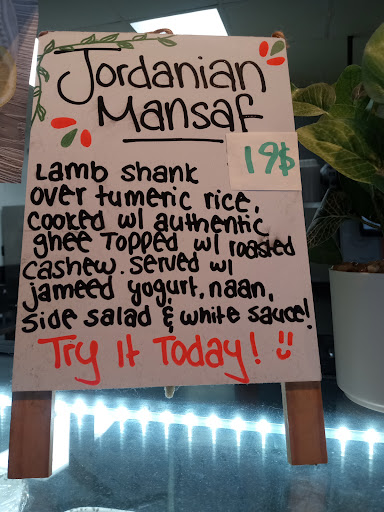 Jordanian
Mansaf
19$
Lamb shank
over tumeric rice,
cooked w/ authentic
ghee Topped w/ roasted
cashew. served w/
jameed yogurt, naan,
side salad & white sauce!
Try It Today! :)